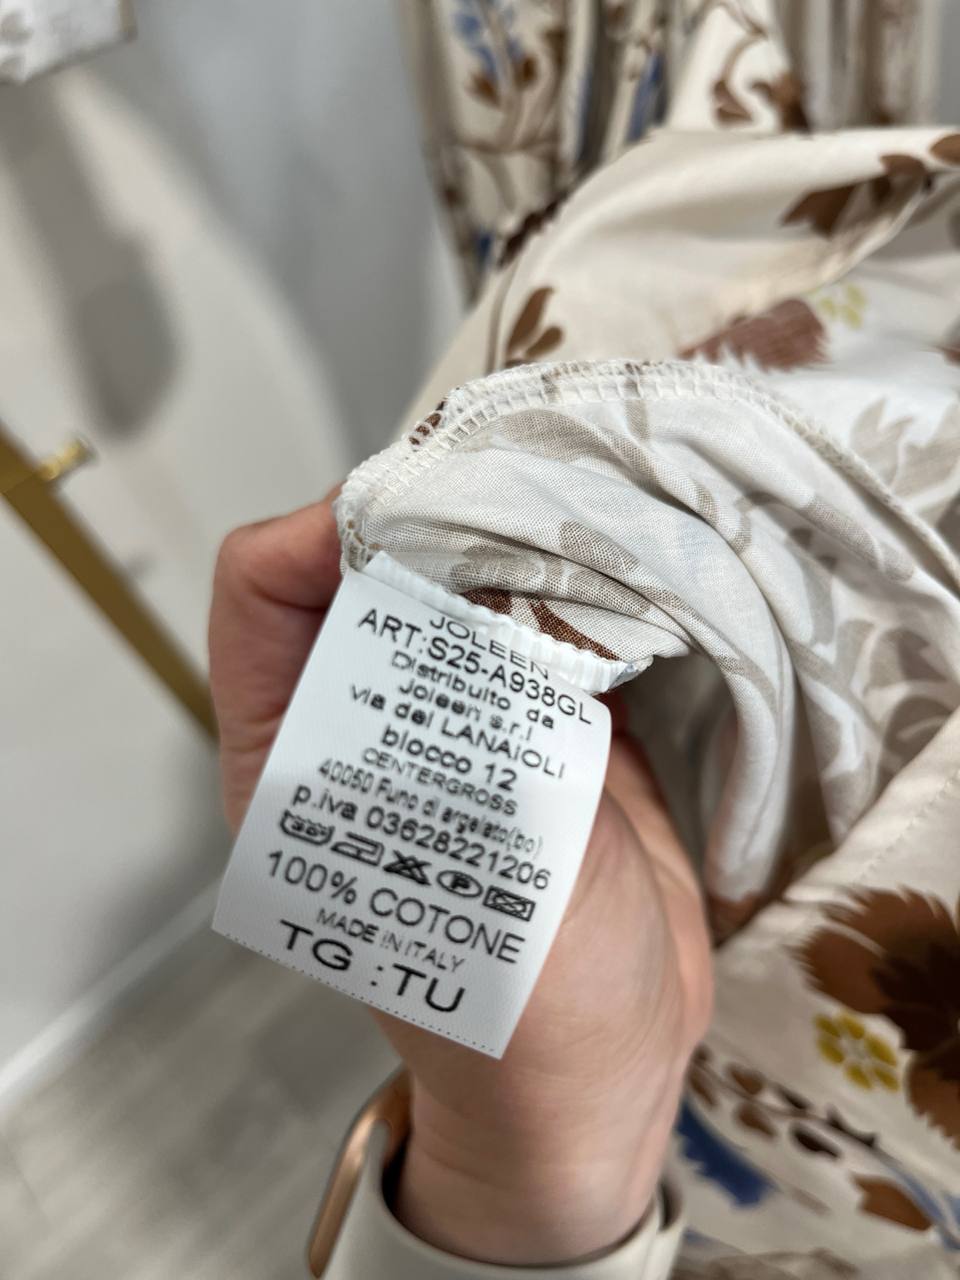 JOLEEN
ART:S25-A938GL
Distribuito da
Joleen s.r.l
via dei LANAiOLI
blocco 12
CENTERGROSS
40050 Funo di argelato(bo)
p.iva 03628221206
P
100% COTONE
MADE IN ITALY
TG :TU